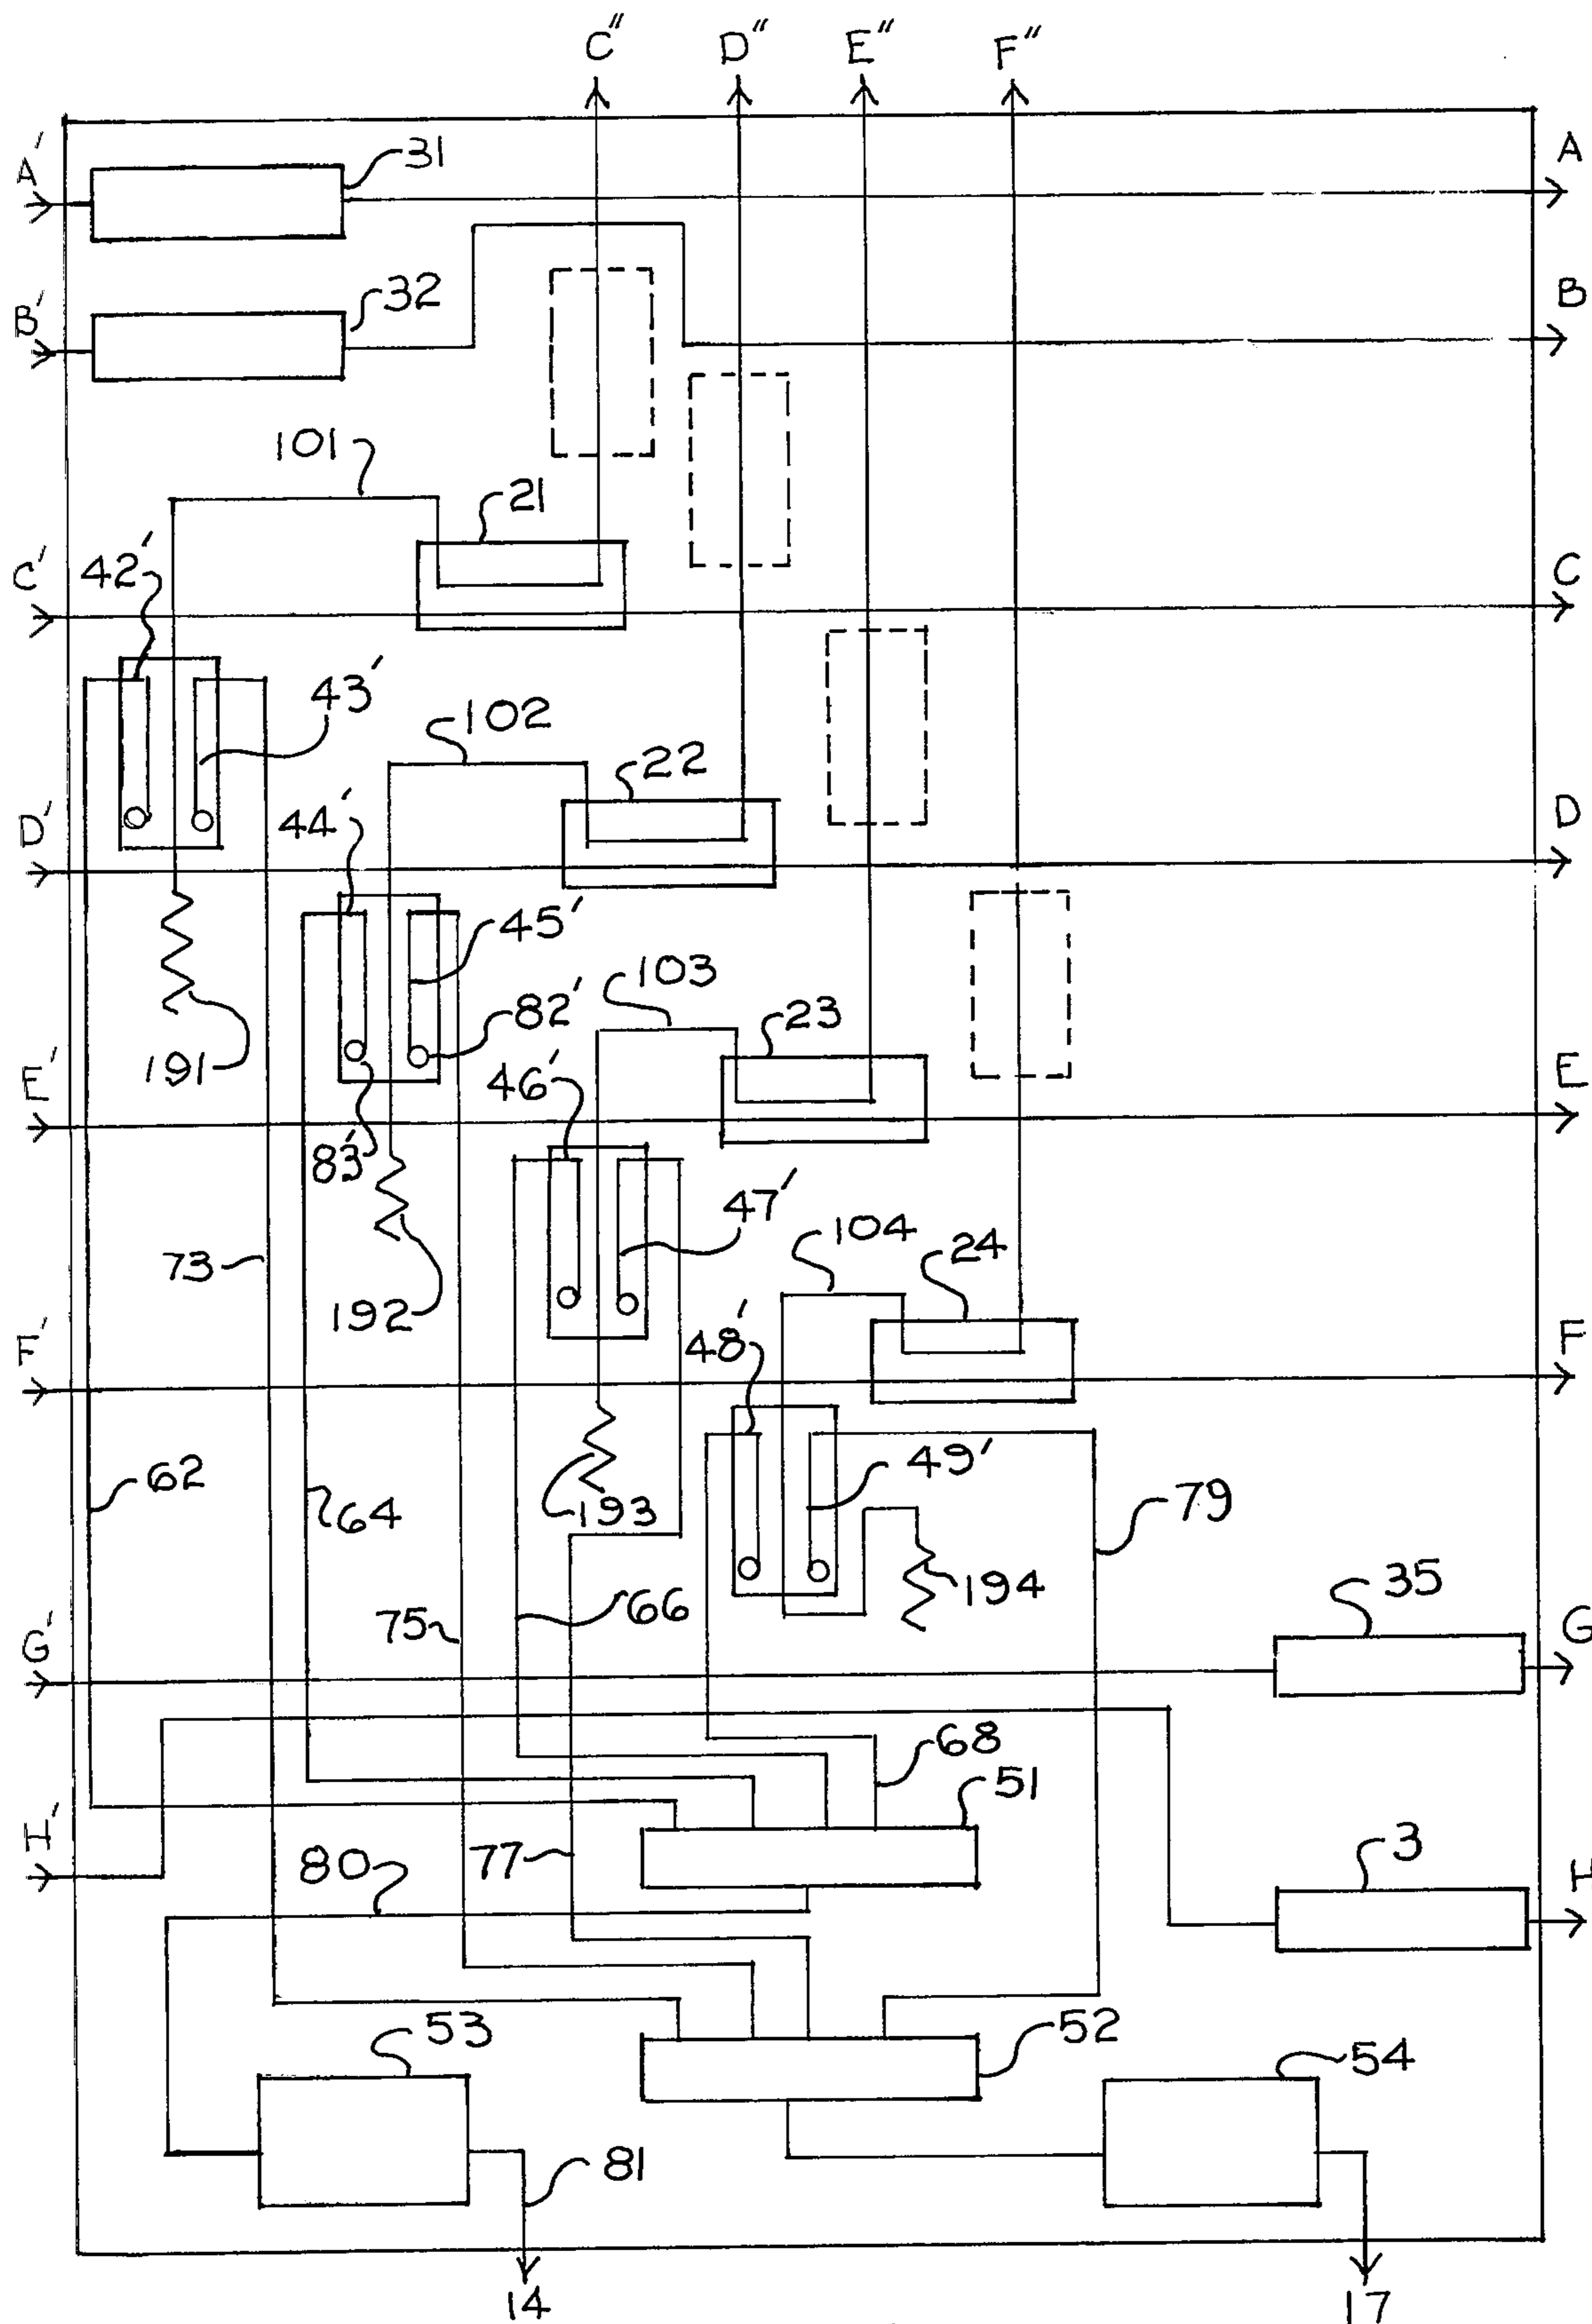 C″ D″ E″ F″
A′ 31 A
B′ 32 B
101
21
C′ 42′ C
43′
102
22
D′ 44′ D
45′
103
82′ 23
191
E′ 46′ E
83′
47′
73 104 24
192
F′ 48′ F
62 49′
64 193 79
194 35
75 66
G′ G
68
51
H′ 77 3
80 H
53 52 54
81
14 17